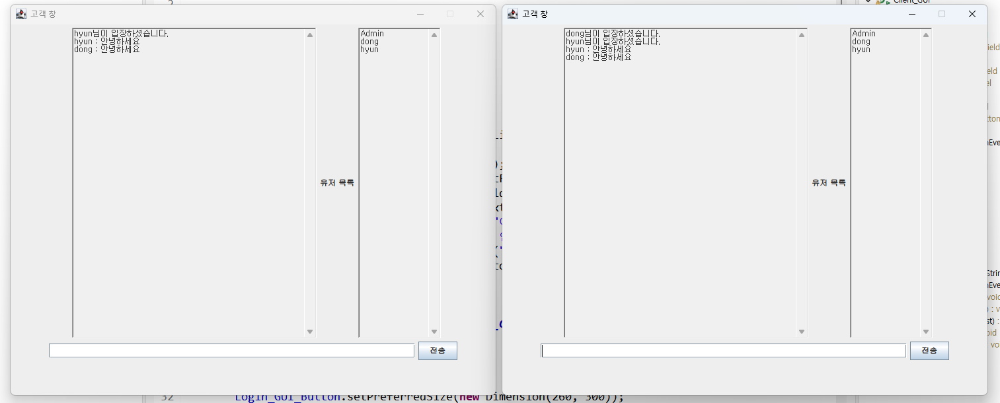 고객 창
hyun님이 입장하셨습니다.
hyun : 안녕하세요
dong : 안녕하세요
유저 목록
Admin
dong
hyun
전송
고객 창
dong님이 입장하셨습니다.
hyun님이 입장하셨습니다.
hyun : 안녕하세요
dong : 안녕하세요
유저 목록
Admin
dong
hyun
전송
Client_GUI
32 Login_GUI_Button.setPreferredSize(new Dimension(260, 300));